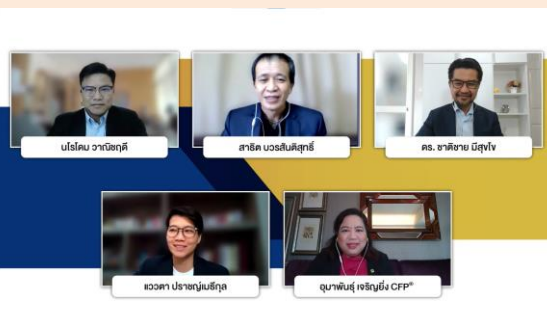 นโรโดม วาณิชฤดี
สาธิต บวรสันติสุทธิ์
ดร. ชาติชาย มีสุขโข
แววตา ปราชญ์เมธีกุล
อุมาพันธุ์ เจริญยิ่ง CFP®